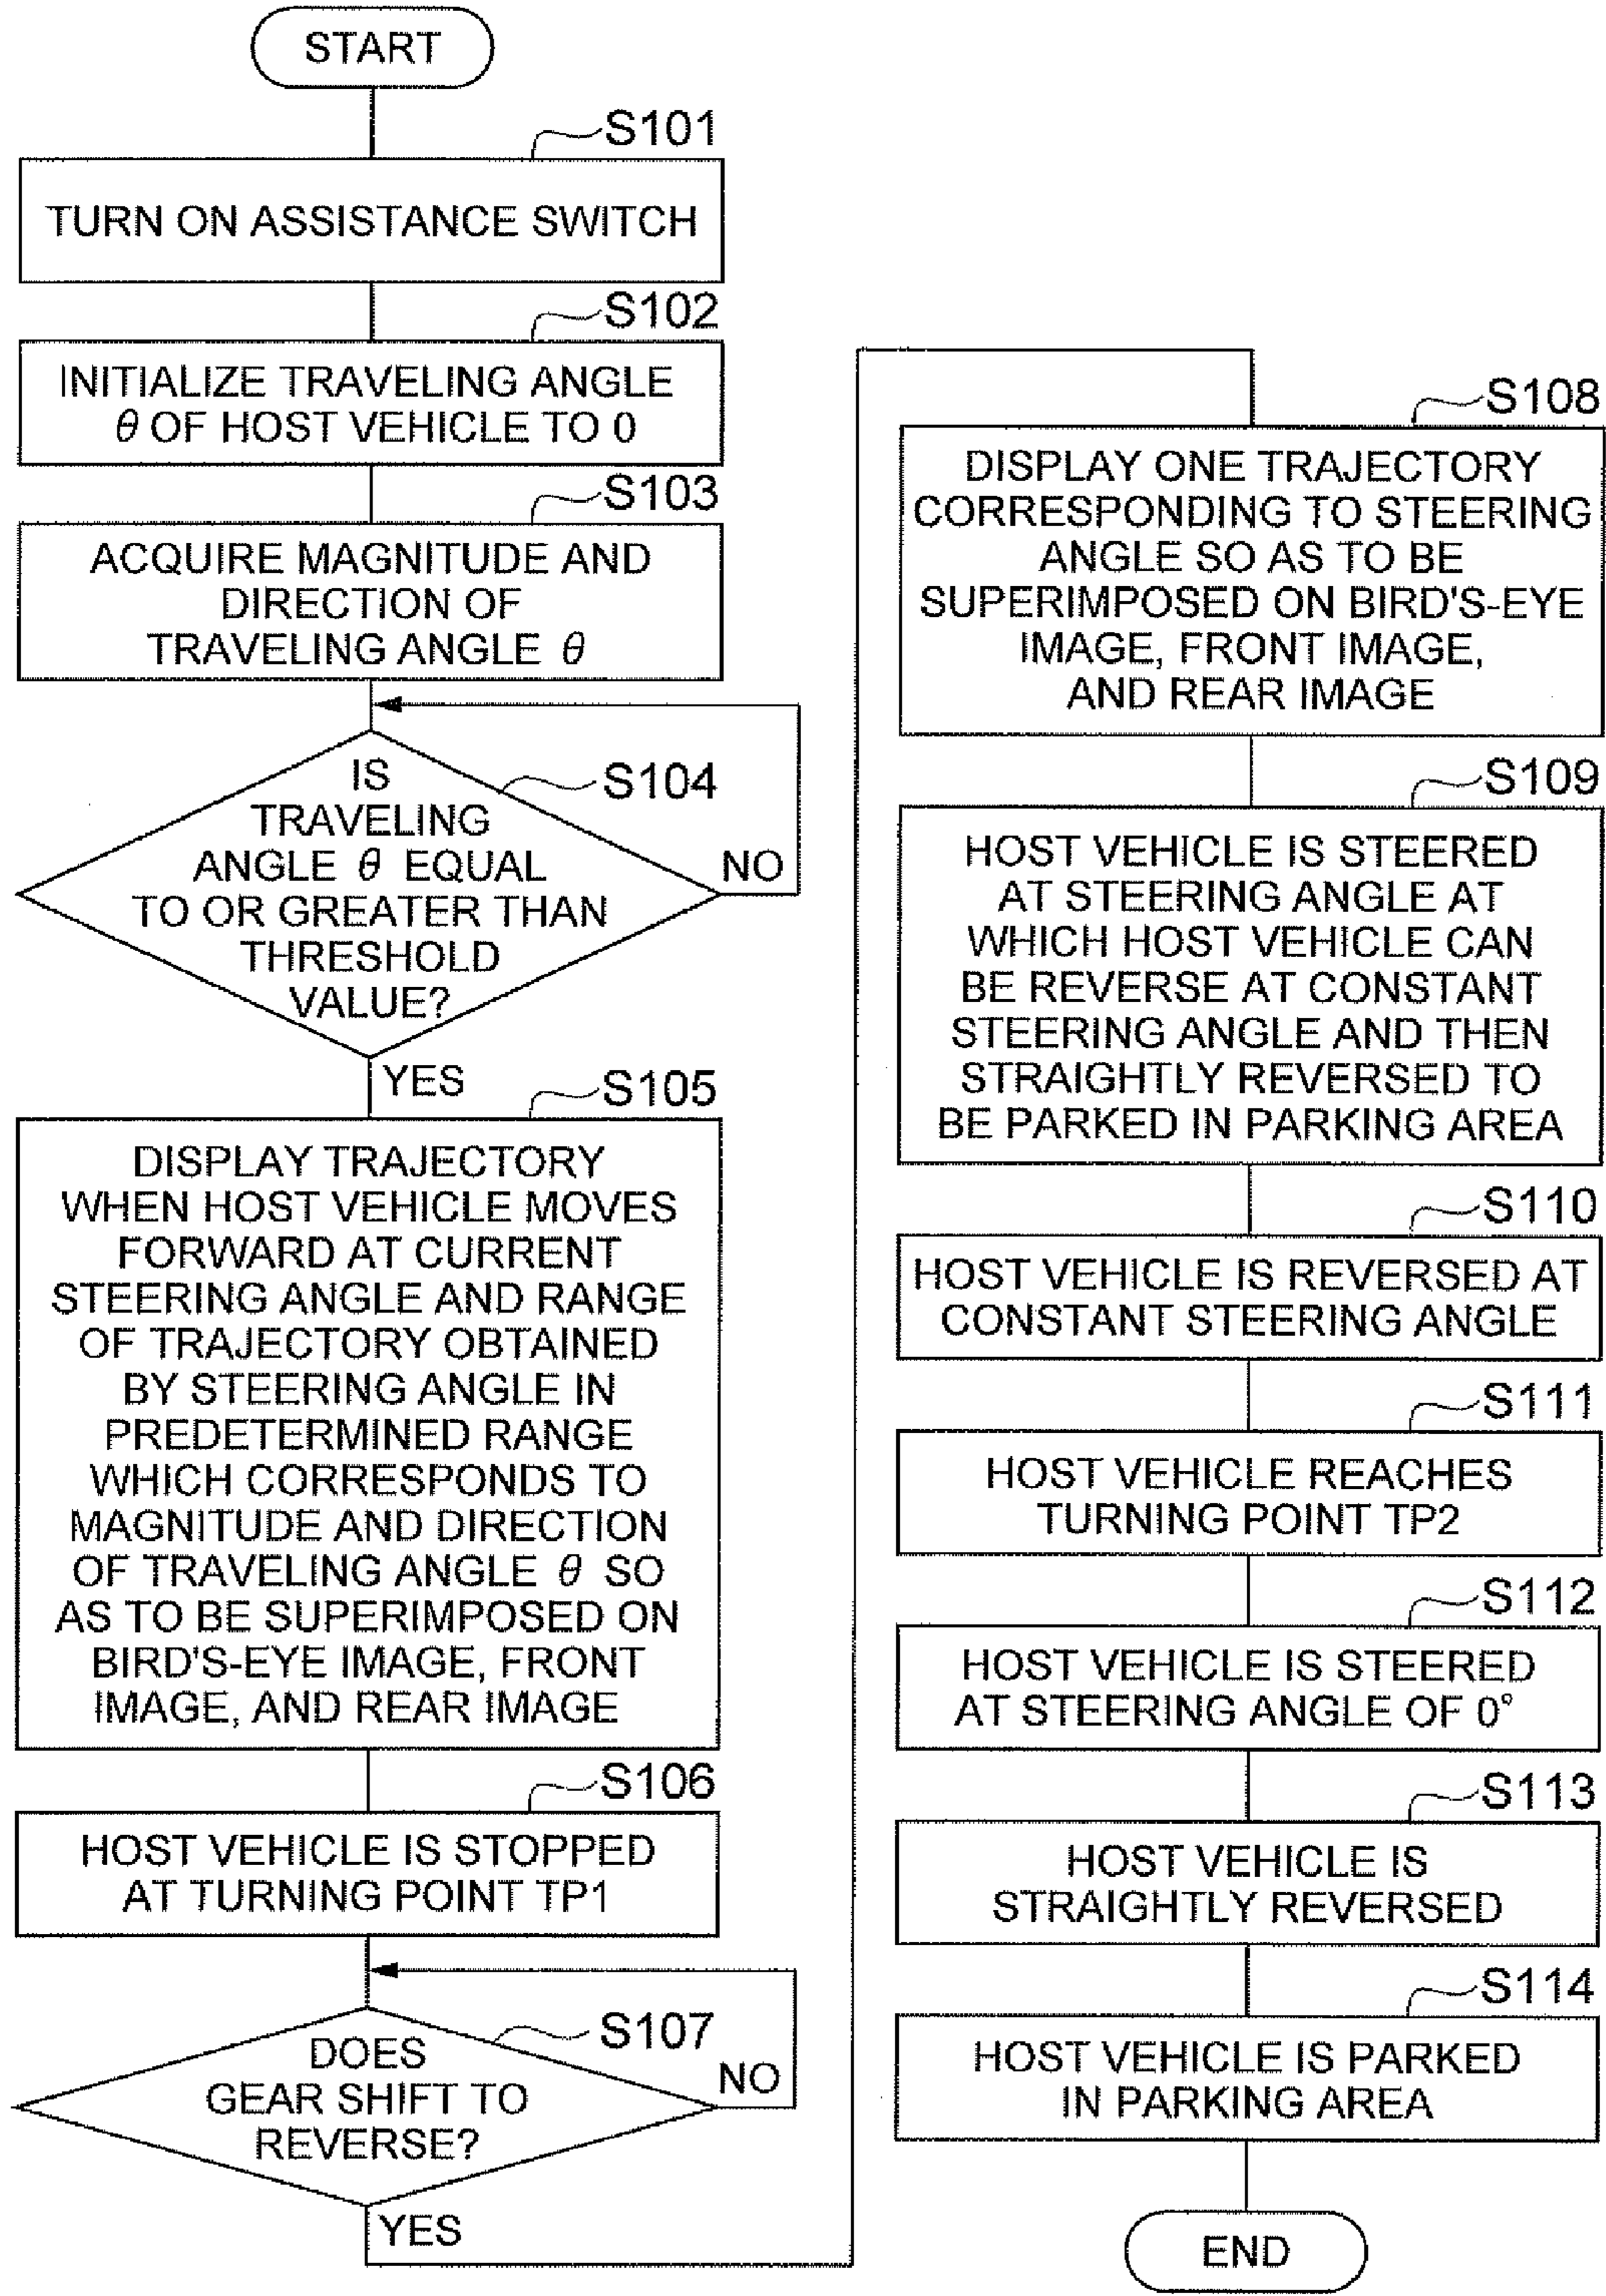 START
S101
TURN ON ASSISTANCE SWITCH
S102
INITIALIZE TRAVELING ANGLE
θ OF HOST VEHICLE TO 0
S103
ACQUIRE MAGNITUDE AND
DIRECTION OF
TRAVELING ANGLE θ
S104
IS
TRAVELING
ANGLE θ EQUAL
TO OR GREATER THAN
THRESHOLD
VALUE?
NO
YES
S105
DISPLAY TRAJECTORY
WHEN HOST VEHICLE MOVES
FORWARD AT CURRENT
STEERING ANGLE AND RANGE
OF TRAJECTORY OBTAINED
BY STEERING ANGLE IN
PREDETERMINED RANGE
WHICH CORRESPONDS TO
MAGNITUDE AND DIRECTION
OF TRAVELING ANGLE θ SO
AS TO BE SUPERIMPOSED ON
BIRD'S-EYE IMAGE, FRONT
IMAGE, AND REAR IMAGE
S106
HOST VEHICLE IS STOPPED
AT TURNING POINT TP1
S107
DOES
GEAR SHIFT TO
REVERSE?
NO
YES
S108
DISPLAY ONE TRAJECTORY
CORRESPONDING TO STEERING
ANGLE SO AS TO BE
SUPERIMPOSED ON BIRD'S-EYE
IMAGE, FRONT IMAGE,
AND REAR IMAGE
S109
HOST VEHICLE IS STEERED
AT STEERING ANGLE AT
WHICH HOST VEHICLE CAN
BE REVERSE AT CONSTANT
STEERING ANGLE AND THEN
STRAIGHTLY REVERSED TO
BE PARKED IN PARKING AREA
S110
HOST VEHICLE IS REVERSED AT
CONSTANT STEERING ANGLE
S111
HOST VEHICLE REACHES
TURNING POINT TP2
S112
HOST VEHICLE IS STEERED
AT STEERING ANGLE OF 0°
S113
HOST VEHICLE IS
STRAIGHTLY REVERSED
S114
HOST VEHICLE IS PARKED
IN PARKING AREA
END